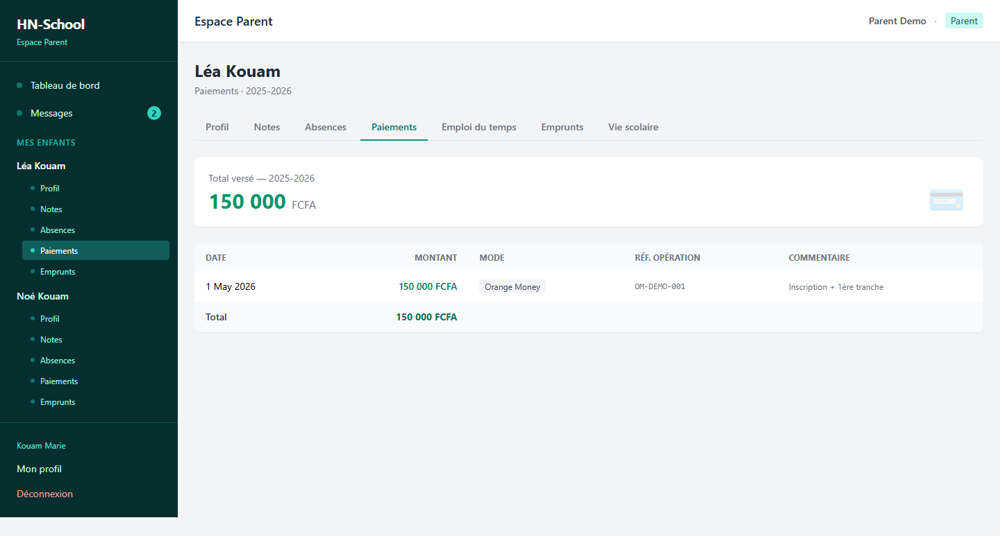 HN-School
Espace Parent
Tableau de bord
Messages 2
MES ENFANTS
Léa Kouam
Profil
Notes
Absences
Paiements
Emprunts
Noé Kouam
Profil
Notes
Absences
Paiements
Emprunts
Kouam Marie
Mon profil
Déconnexion
Espace Parent
Parent Demo · Parent
Léa Kouam
Paiements · 2025-2026
Profil Notes Absences Paiements Emploi du temps Emprunts Vie scolaire
Total versé — 2025-2026
150 000 FCFA
DATE MONTANT MODE RÉF. OPÉRATION COMMENTAIRE
1 May 2026 150 000 FCFA Orange Money OM-DEMO-001 Inscription + 1ère tranche
Total 150 000 FCFA